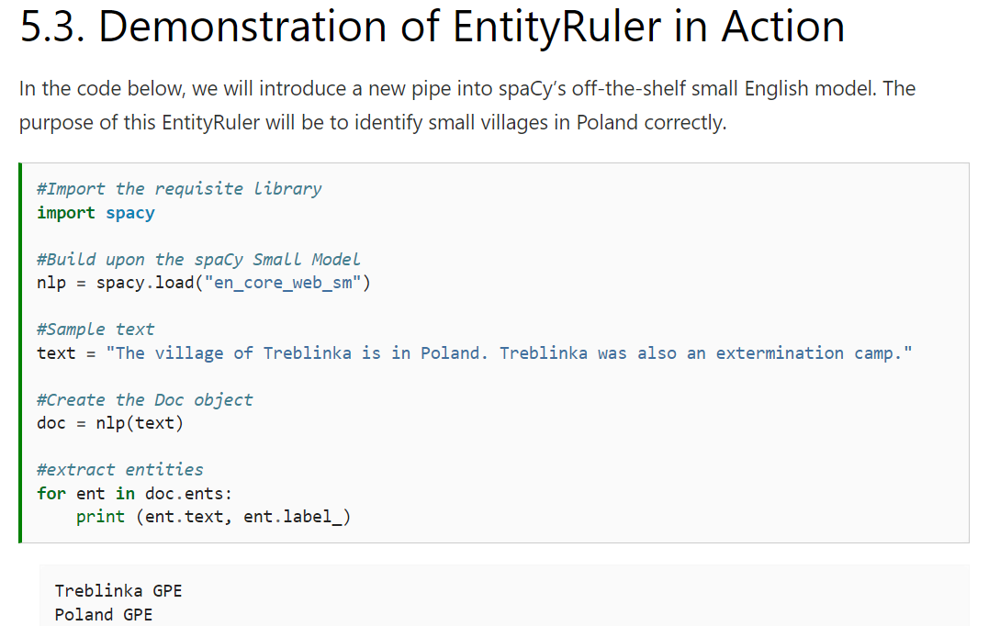 5.3. Demonstration of EntityRuler in Action
In the code below, we will introduce a new pipe into spaCy’s off-the-shelf small English model. The
purpose of this EntityRuler will be to identify small villages in Poland correctly.
#Import the requisite library
import spacy
#Build upon the spaCy Small Model
nlp = spacy.load("en_core_web_sm")
#Sample text
text = "The village of Treblinka is in Poland. Treblinka was also an extermination camp."
#Create the Doc object
doc = nlp(text)
#extract entities
for ent in doc.ents:
    print (ent.text, ent.label_)
Treblinka GPE
Poland GPE